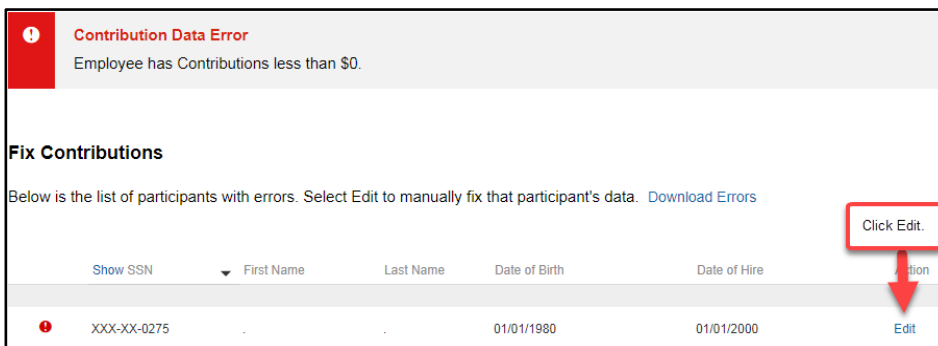 Contribution Data Error
Employee has Contributions less than $0.
Fix Contributions
Below is the list of participants with errors. Select Edit to manually fix that participant's data. Download Errors
Click Edit.
Show SSN First Name Last Name Date of Birth Date of Hire Action
XXX-XX-0275 . . 01/01/1980 01/01/2000 Edit